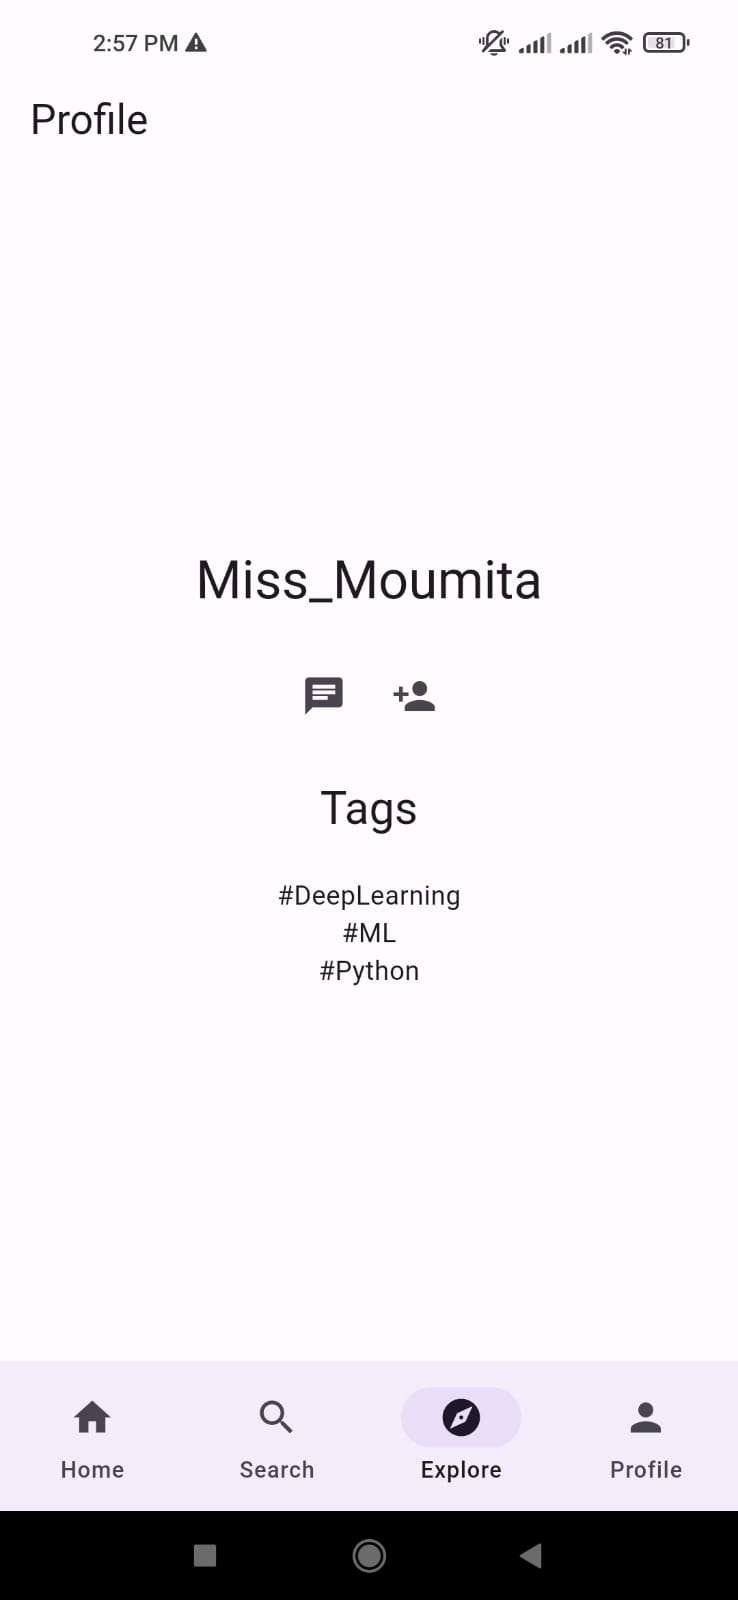 2:57 PM
81
Profile
Miss_Moumita
Tags
#DeepLearning
#ML
#Python
Home
Search
Explore
Profile